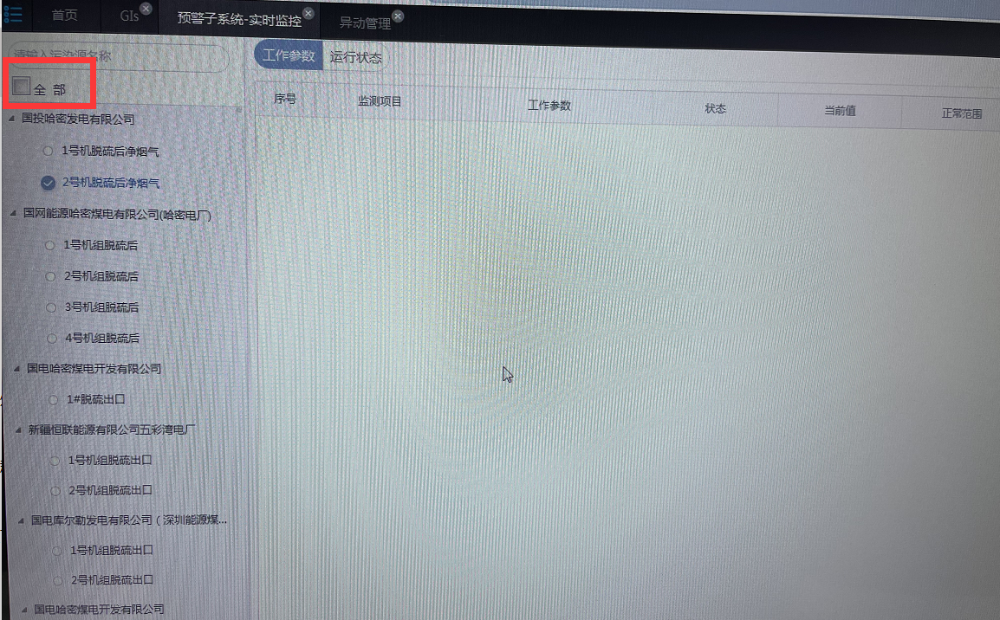 首页 GIs 预警子系统-实时监控 异动管理
请输入污染源名称
工作参数 运行状态
全部
序号 监测项目 工作参数 状态 当前值 正常范围
国投哈密发电有限公司
1号机脱硫后净烟气
2号机脱硫后净烟气
国网能源哈密煤电有限公司(哈密电厂)
1号机组脱硫后
2号机组脱硫后
3号机组脱硫后
4号机组脱硫后
国电哈密煤电开发有限公司
1#脱硫出口
新疆恒联能源有限公司五彩湾电厂
1号机组脱硫出口
2号机组脱硫出口
国电库尔勒发电有限公司（深圳能源煤...
1号机组脱硫出口
2号机组脱硫出口
国电哈密煤电开发有限公司